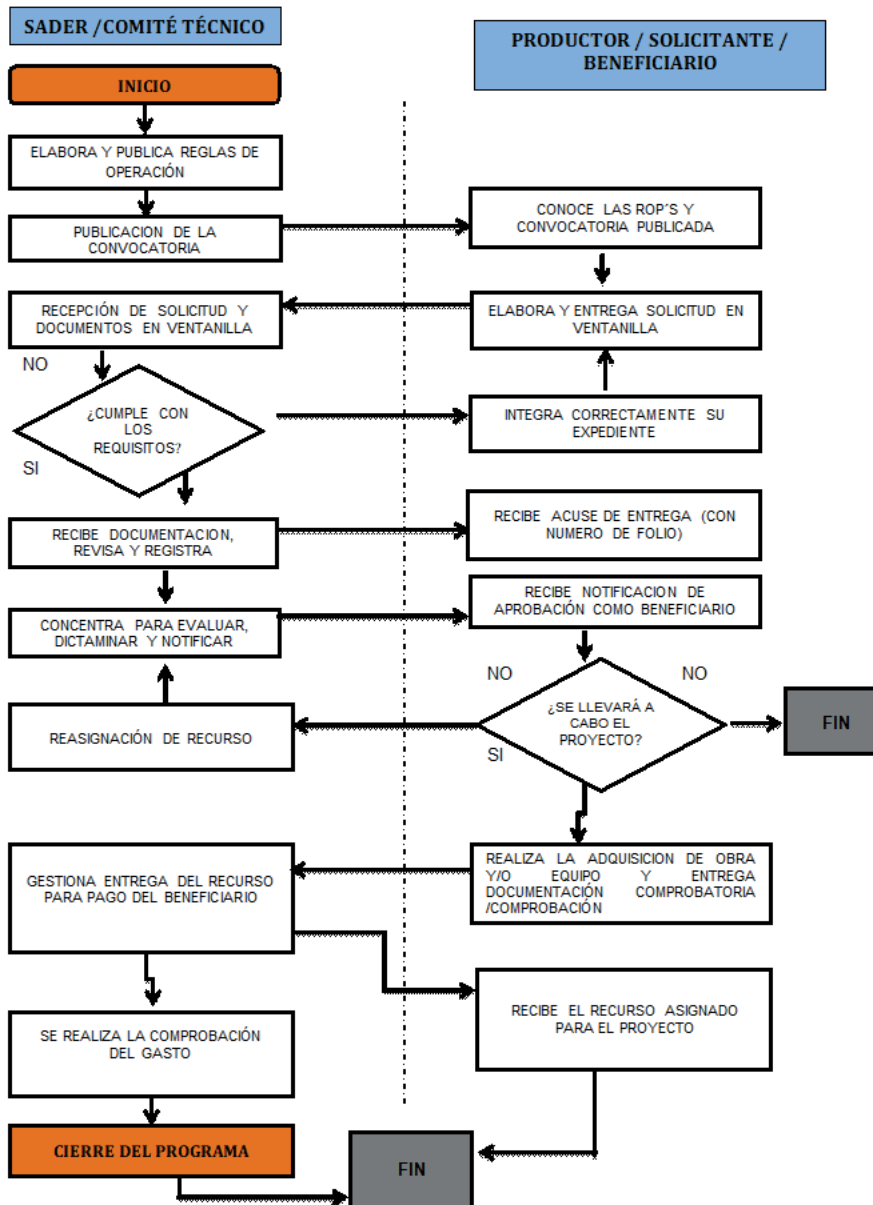 SADER /COMITÉ TÉCNICO
PRODUCTOR / SOLICITANTE /
BENEFICIARIO
INICIO
ELABORA Y PUBLICA REGLAS DE
OPERACIÓN
PUBLICACION DE LA
CONVOCATORIA
CONOCE LAS ROP´S Y
CONVOCATORIA PUBLICADA
RECEPCIÓN DE SOLICITUD Y
DOCUMENTOS EN VENTANILLA
ELABORA Y ENTREGA SOLICITUD EN
VENTANILLA
NO
¿CUMPLE CON
LOS
REQUISITOS?
SI
INTEGRA CORRECTAMENTE SU
EXPEDIENTE
RECIBE DOCUMENTACION,
REVISA Y REGISTRA
RECIBE ACUSE DE ENTREGA (CON
NUMERO DE FOLIO)
CONCENTRA PARA EVALUAR,
DICTAMINAR Y NOTIFICAR
RECIBE NOTIFICACION DE
APROBACIÓN COMO BENEFICIARIO
NO
NO
¿SE LLEVARÁ A
CABO EL
PROYECTO?
SI
FIN
REASIGNACIÓN DE RECURSO
REALIZA LA ADQUISICION DE OBRA
Y/O EQUIPO Y ENTREGA
DOCUMENTACIÓN COMPROBATORIA
/COMPROBACIÓN
GESTIONA ENTREGA DEL RECURSO
PARA PAGO DEL BENEFICIARIO
RECIBE EL RECURSO ASIGNADO
PARA EL PROYECTO
SE REALIZA LA COMPROBACIÓN
DEL GASTO
CIERRE DEL PROGRAMA
FIN